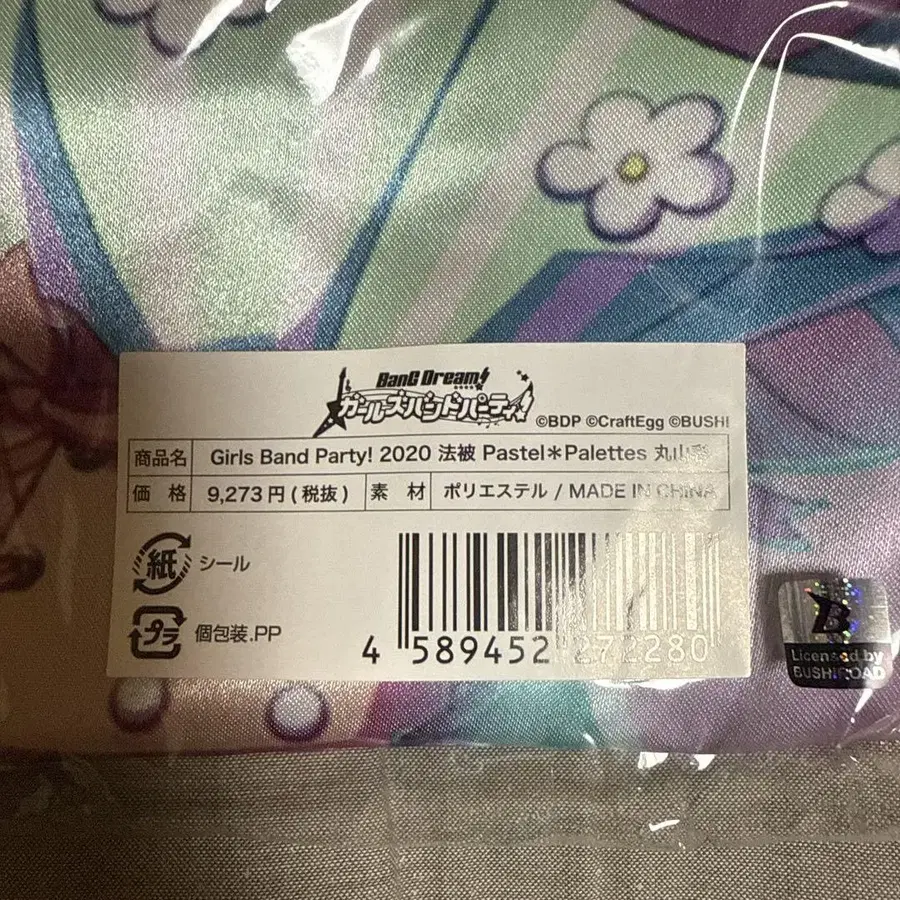 BanG Dream!
ガールズバンドパーティ!
©BDP ©CraftEgg ©BUSHI
商品名 Girls Band Party! 2020 法被 Pastel＊Palettes 丸山彩
価 格 9,273円(税抜) 素 材 ポリエステル / MADE IN CHINA
紙 シール
プラ 個包装.PP
4 589452 272280
B
Licensed by
BUSHIROAD